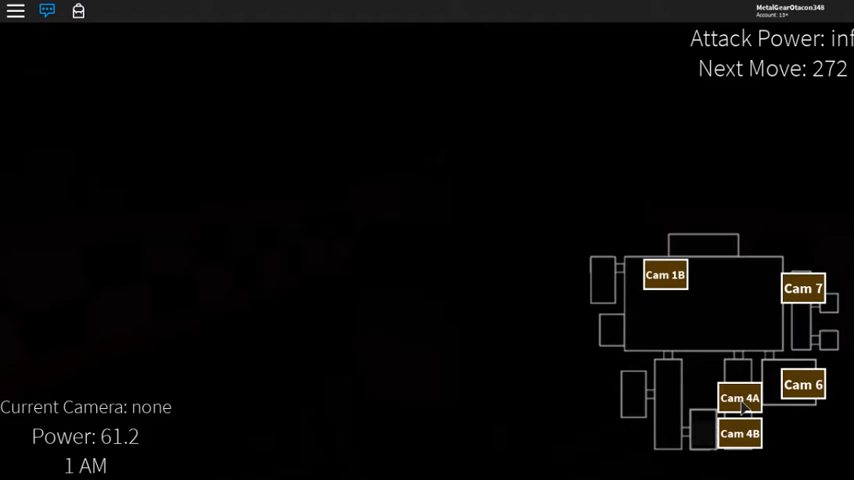 MetalGearOtacon348
Account: 13+
Attack Power: inf
Next Move: 272
Cam 1B
Cam 7
Cam 6
Cam 4A
Cam 4B
Current Camera: none
Power: 61.2
1 AM